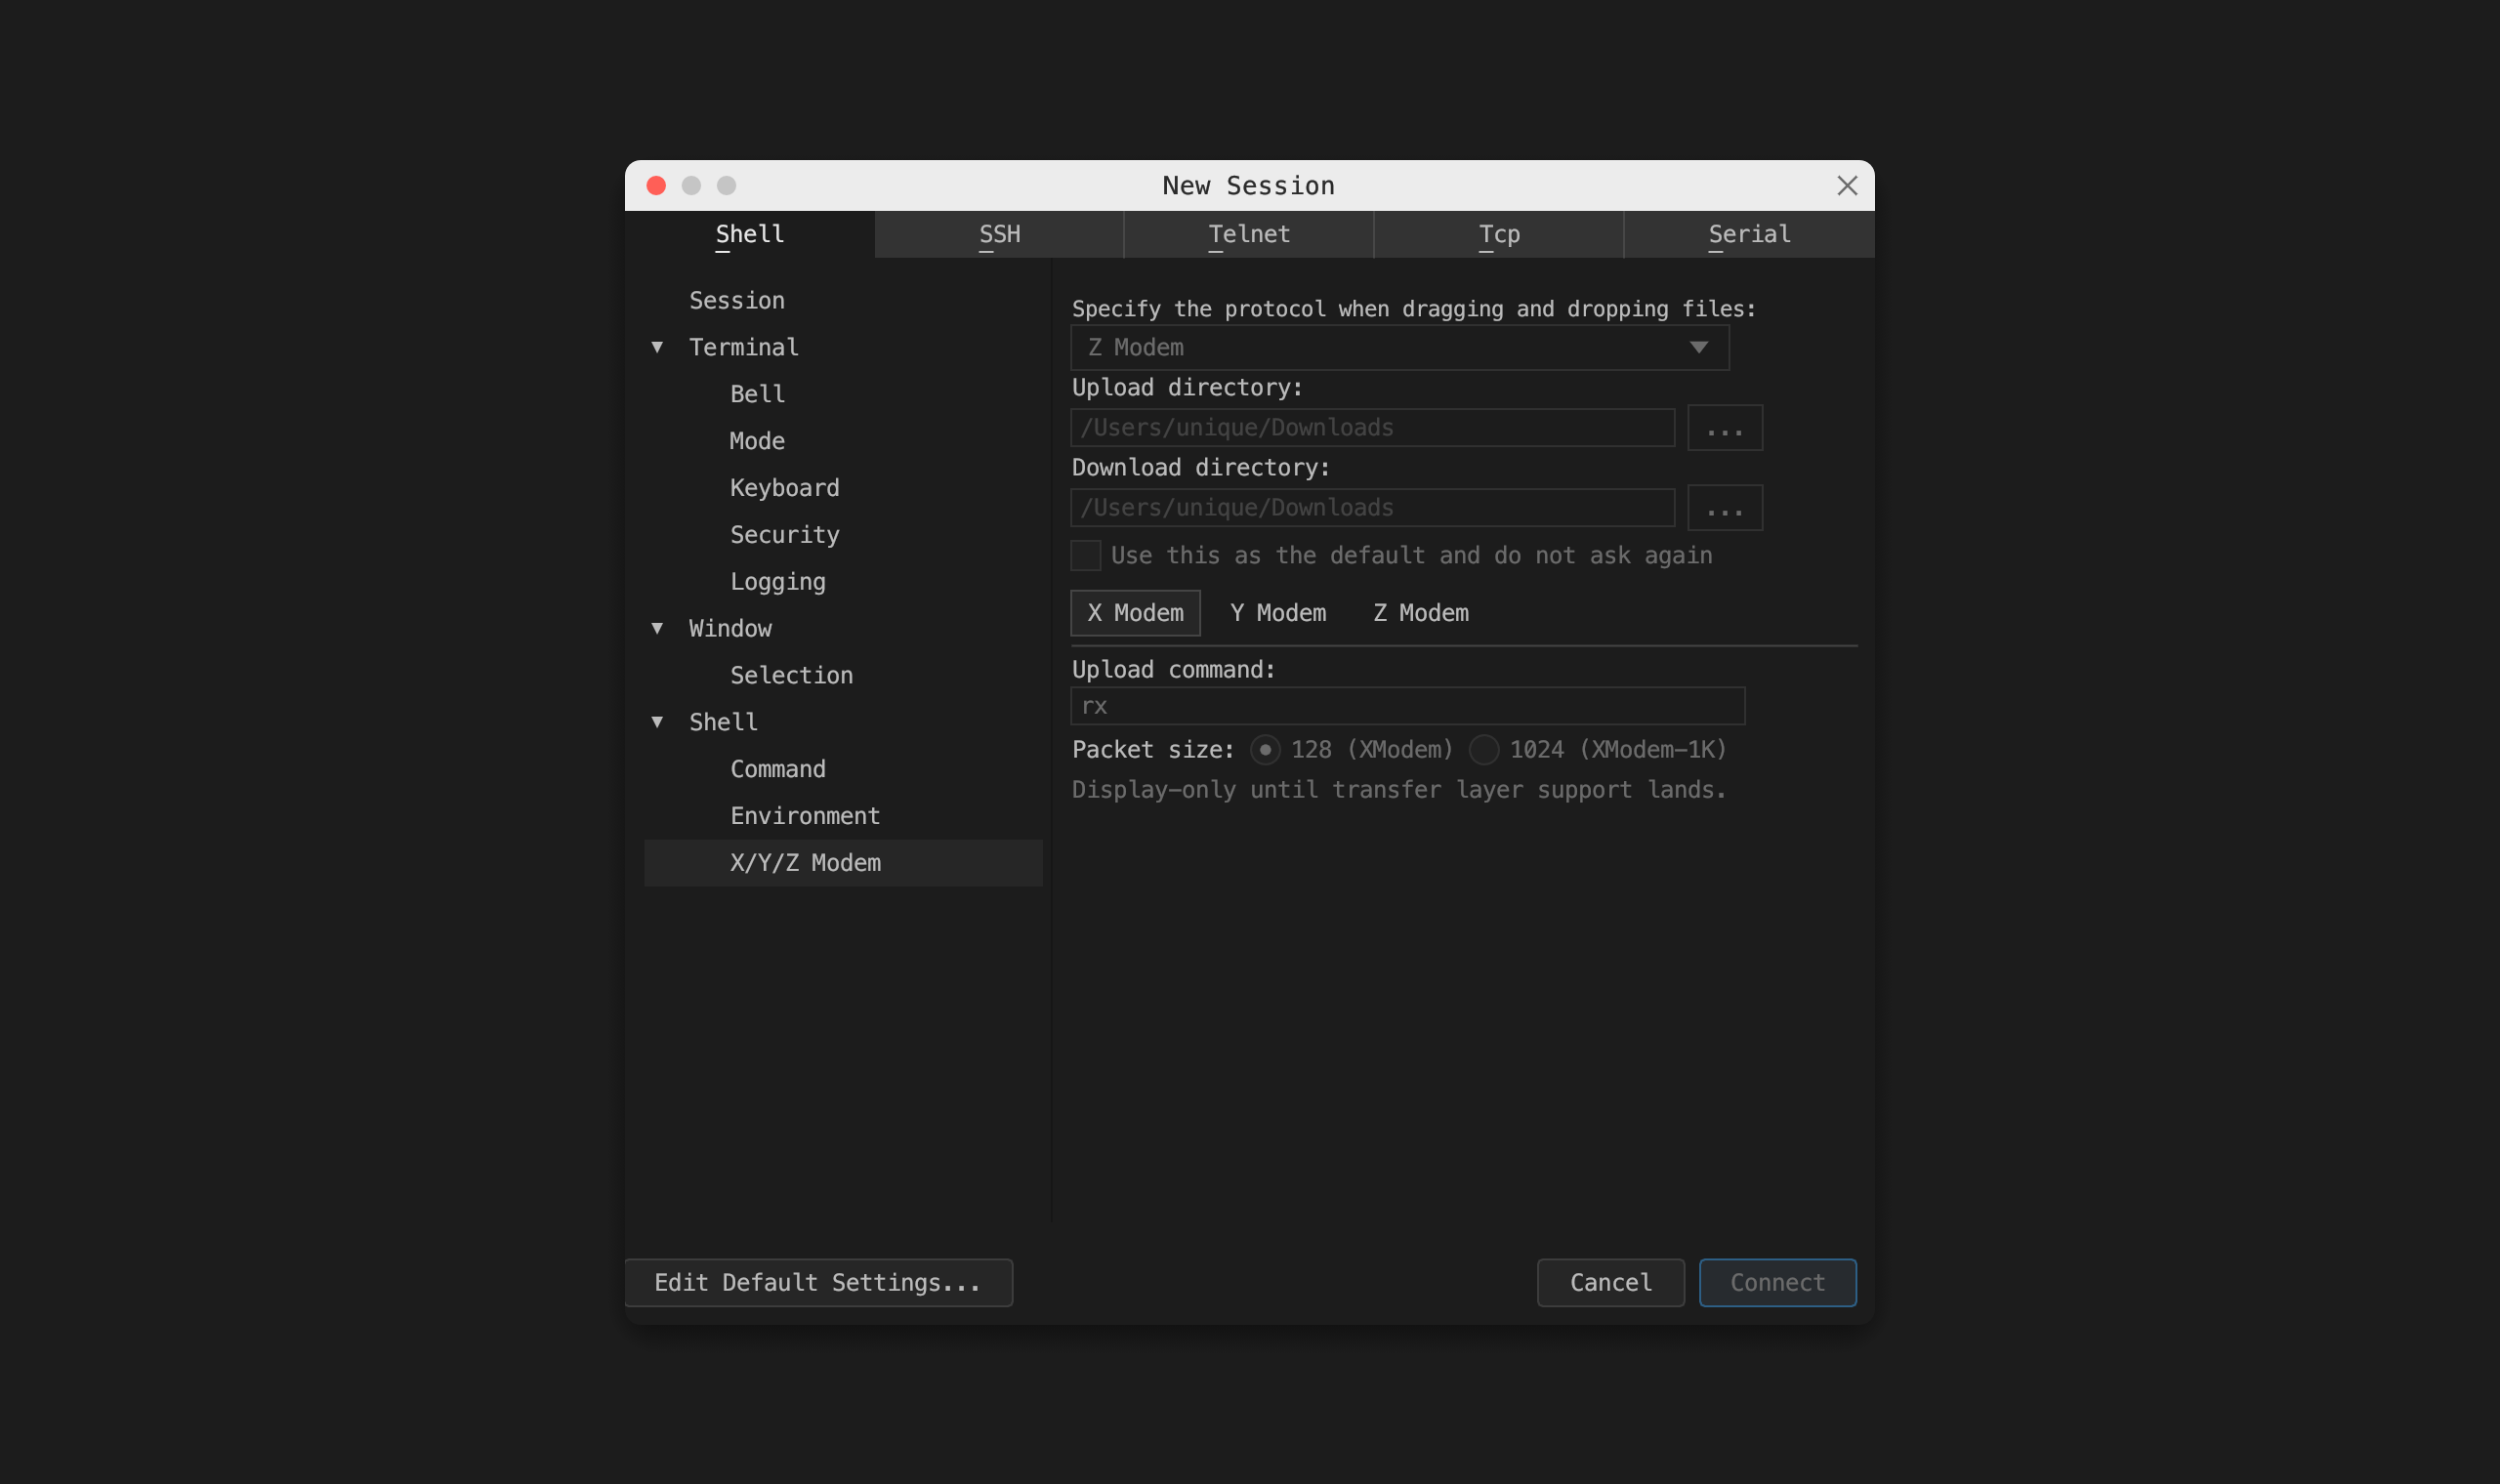 New Session
Shell
SSH
Telnet
Tcp
Serial
Session
Terminal
Bell
Mode
Keyboard
Security
Logging
Window
Selection
Shell
Command
Environment
X/Y/Z Modem
Specify the protocol when dragging and dropping files:
Z Modem
Upload directory:
/Users/unique/Downloads
...
Download directory:
/Users/unique/Downloads
...
Use this as the default and do not ask again
X Modem Y Modem Z Modem
Upload command:
rx
Packet size: 128 (XModem) 1024 (XModem-1K)
Display-only until transfer layer support lands.
Edit Default Settings...
Cancel
Connect